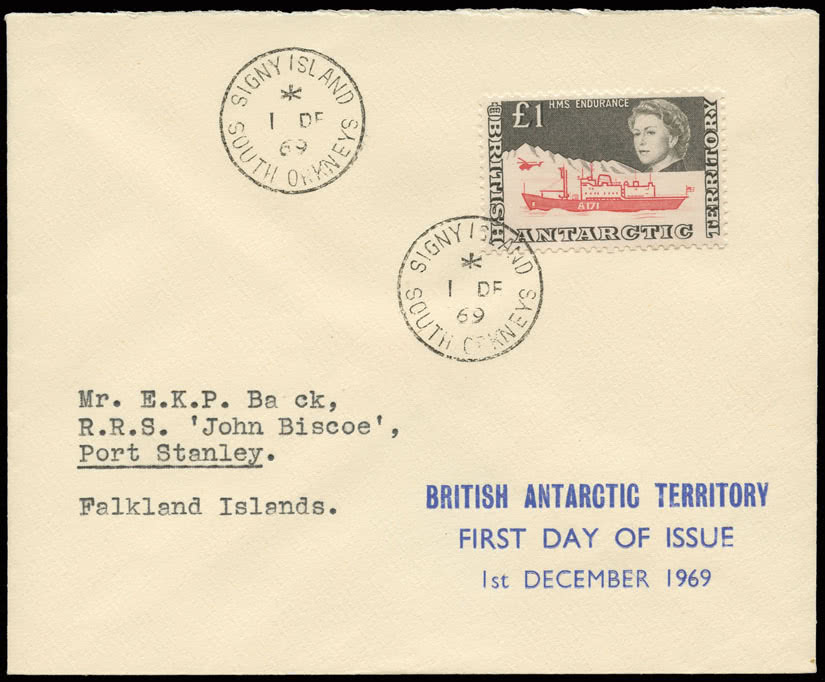 SIGNY ISLAND
*
1 DE
69
SOUTH ORKNEYS
£1
HMS ENDURANCE
BRITISH
ANTARCTIC
TERRITORY
A171
SIGNY ISLAND
*
1 DE
69
SOUTH ORKNEYS
Mr. E.K.P. Ba ck,
R.R.S. 'John Biscoe',
Port Stanley.
Falkland Islands.
BRITISH ANTARCTIC TERRITORY
FIRST DAY OF ISSUE
1st DECEMBER 1969